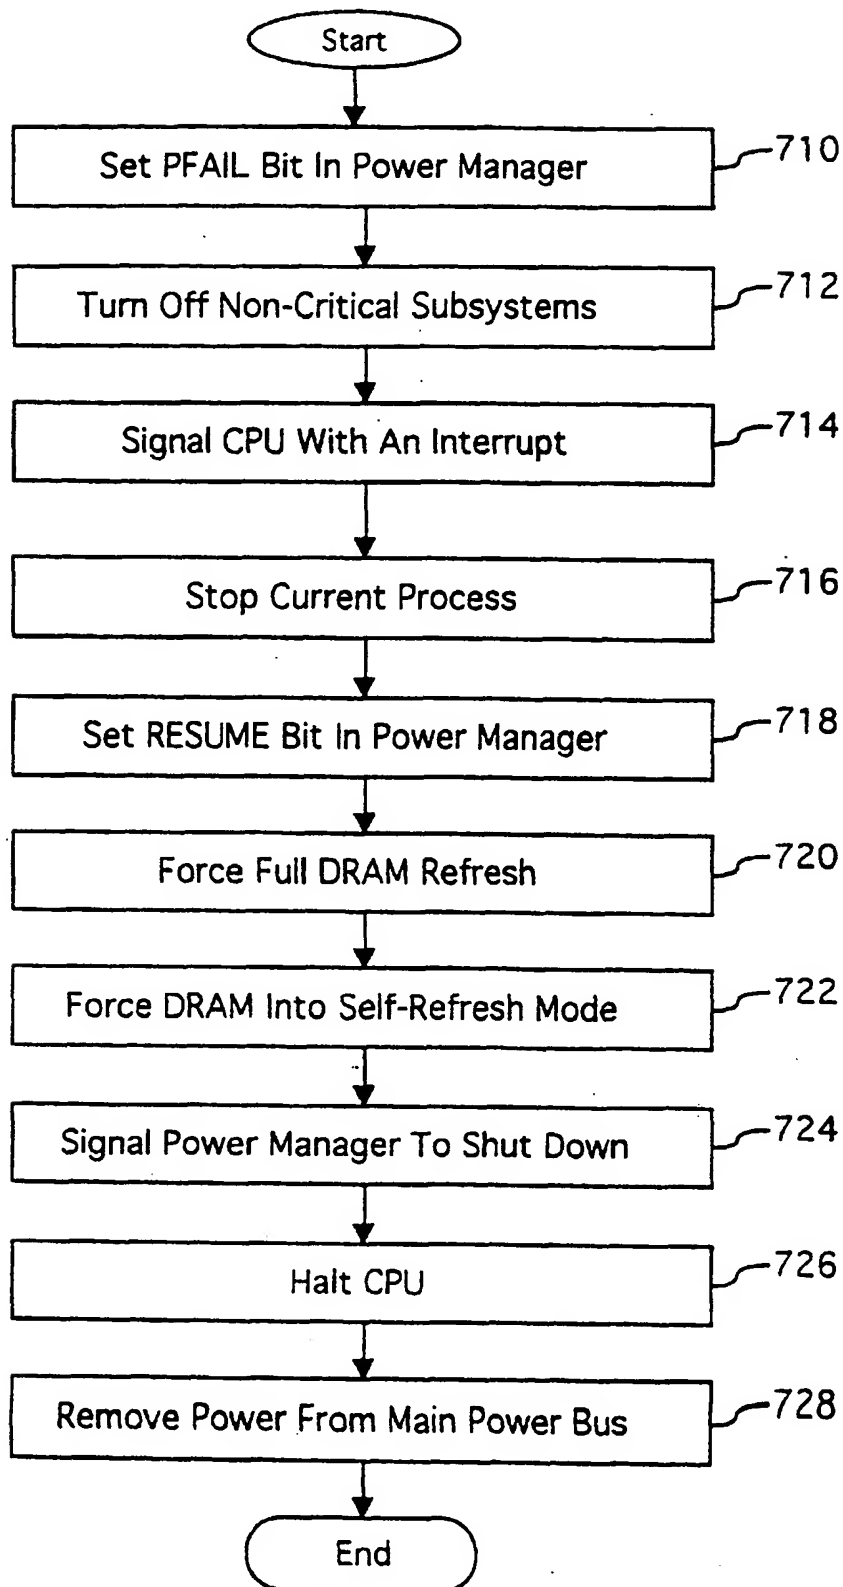 Start
Set PFAIL Bit In Power Manager
710
Turn Off Non-Critical Subsystems
712
Signal CPU With An Interrupt
714
Stop Current Process
716
Set RESUME Bit In Power Manager
718
Force Full DRAM Refresh
720
Force DRAM Into Self-Refresh Mode
722
Signal Power Manager To Shut Down
724
Halt CPU
726
Remove Power From Main Power Bus
728
End